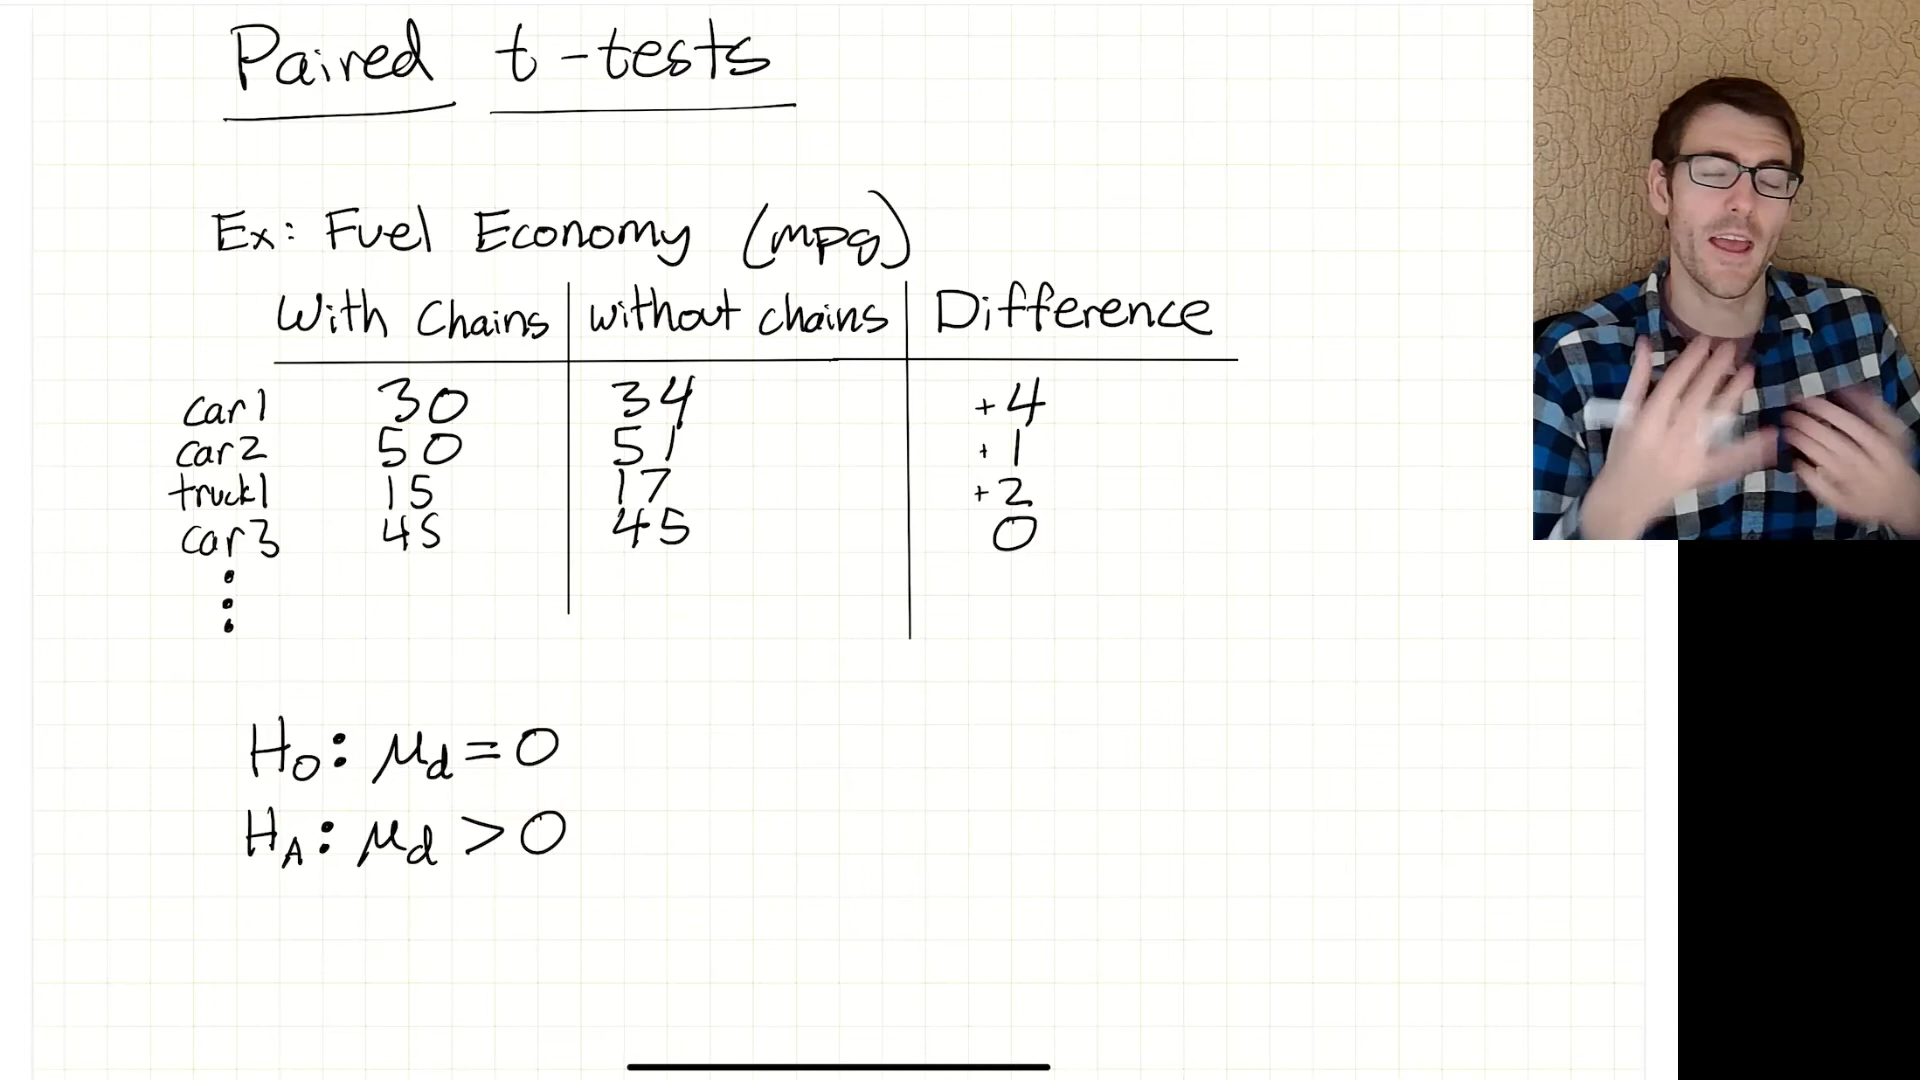 Paired t-tests
Ex: Fuel Economy (mpg)
With Chains without chains Difference
car1 30 34 +4
car2 50 51 +1
truck1 15 17 +2
car3 45 45 0
H0: μd = 0
HA: μd > 0